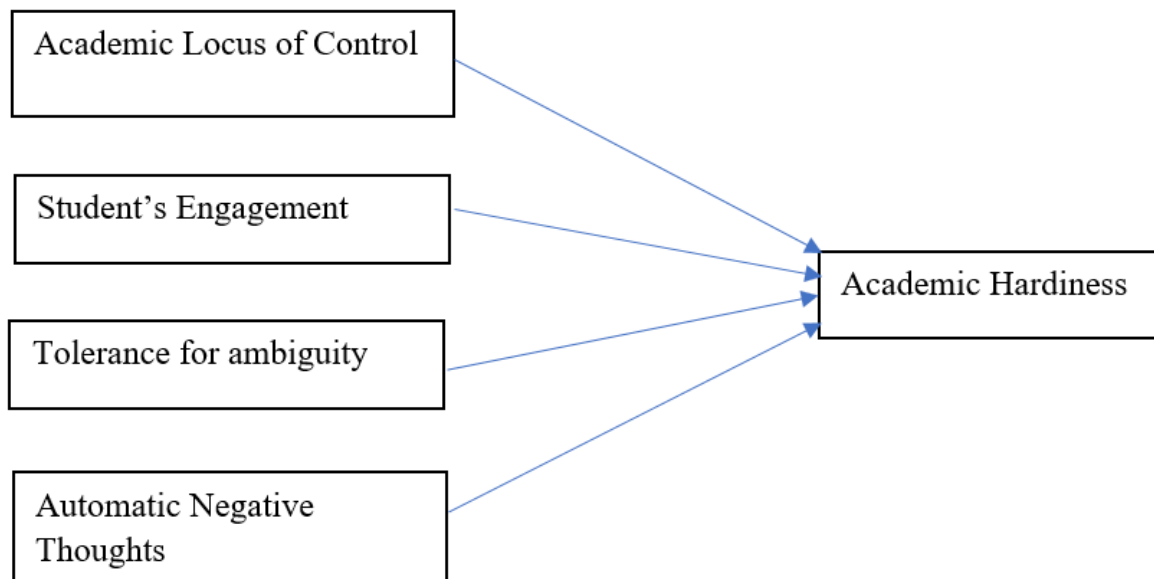 Academic Locus of Control
Student’s Engagement
Academic Hardiness
Tolerance for ambiguity
Automatic Negative
Thoughts